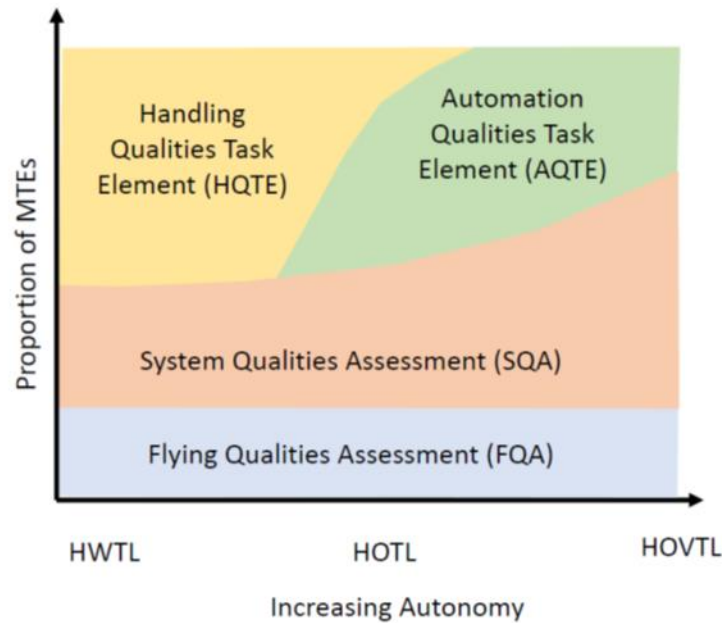 Handling
Qualities Task
Element (HQTE)
Automation
Qualities Task
Element (AQTE)
Proportion of MTEs
System Qualities Assessment (SQA)
Flying Qualities Assessment (FQA)
HWTL
HOTL
HOVTL
Increasing Autonomy